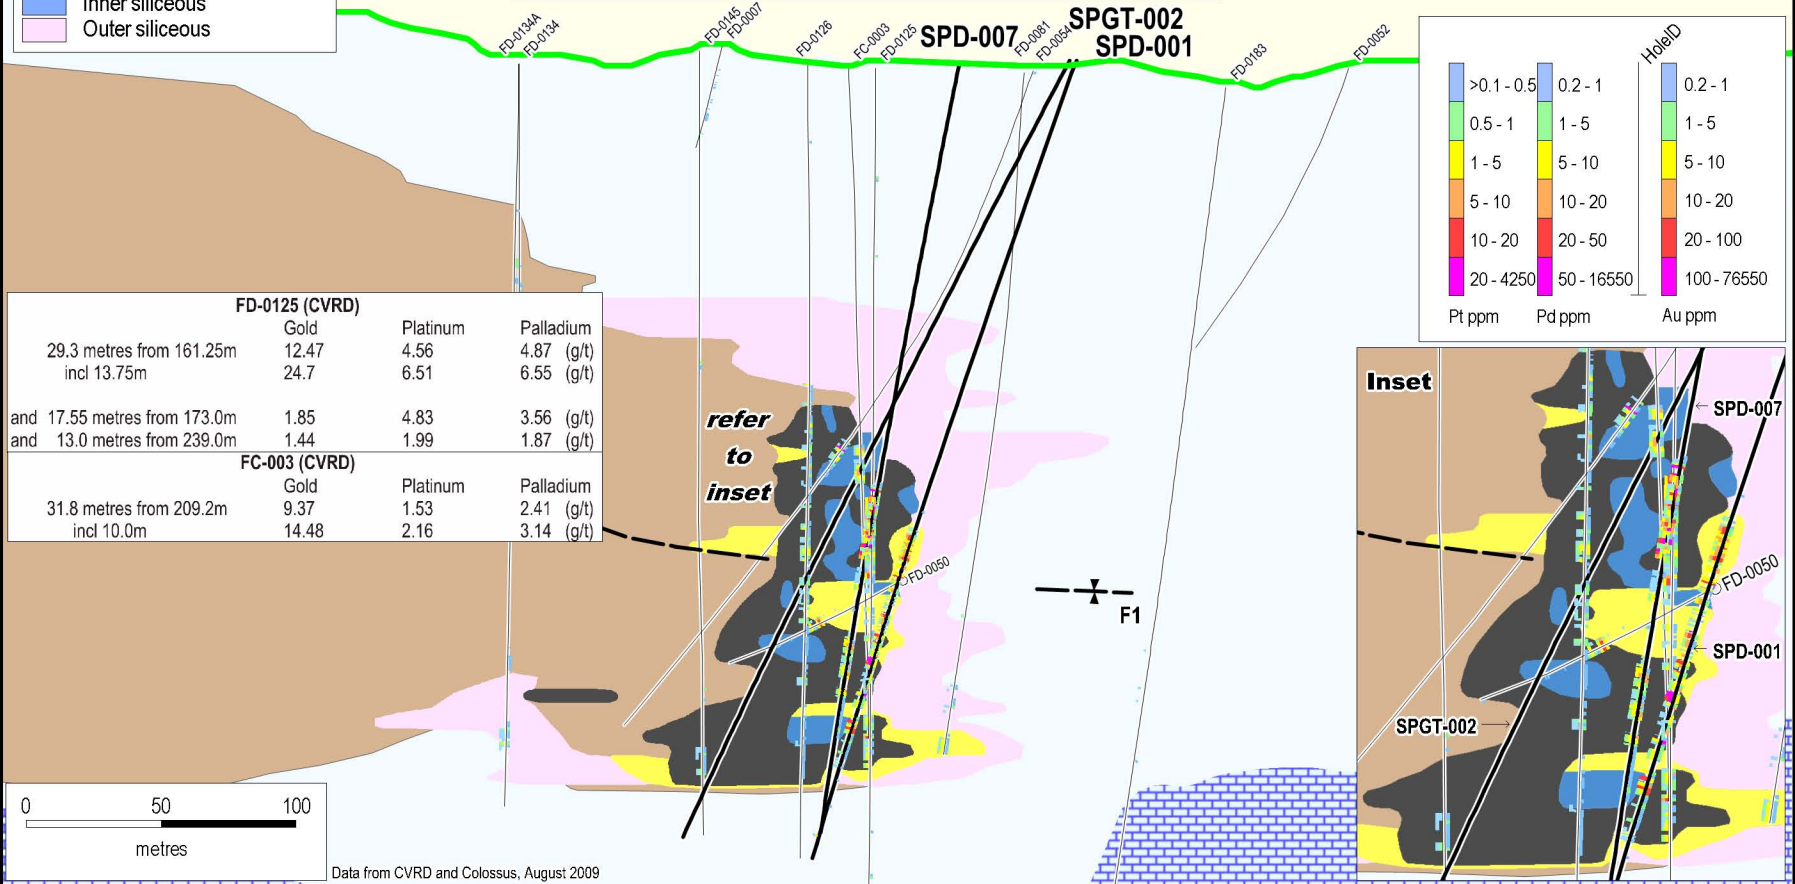 Inner siliceous
Outer siliceous
FD-0134A
FD-0134
FD-0145
FD-0007
FD-0126
FC-0003
FD-0125
SPD-007
FD-0081
FD-0054
SPGT-002
SPD-001
FD-0183
FD-0052
HoleID
>0.1 - 0.5 0.2 - 1 0.2 - 1
0.5 - 1 1 - 5 1 - 5
1 - 5 5 - 10 5 - 10
5 - 10 10 - 20 10 - 20
10 - 20 20 - 50 20 - 100
20 - 4250 50 - 16550 100 - 76550
Pt ppm Pd ppm Au ppm
FD-0125 (CVRD)
Gold Platinum Palladium
29.3 metres from 161.25m 12.47 4.56 4.87 (g/t)
incl 13.75m 24.7 6.51 6.55 (g/t)
and 17.55 metres from 173.0m 1.85 4.83 3.56 (g/t)
and 13.0 metres from 239.0m 1.44 1.99 1.87 (g/t)
FC-003 (CVRD)
Gold Platinum Palladium
31.8 metres from 209.2m 9.37 1.53 2.41 (g/t)
incl 10.0m 14.48 2.16 3.14 (g/t)
refer
to
inset
FD-0050
F1
Inset
SPD-007
FD-0050
SPD-001
SPGT-002
0 50 100
metres
Data from CVRD and Colossus, August 2009